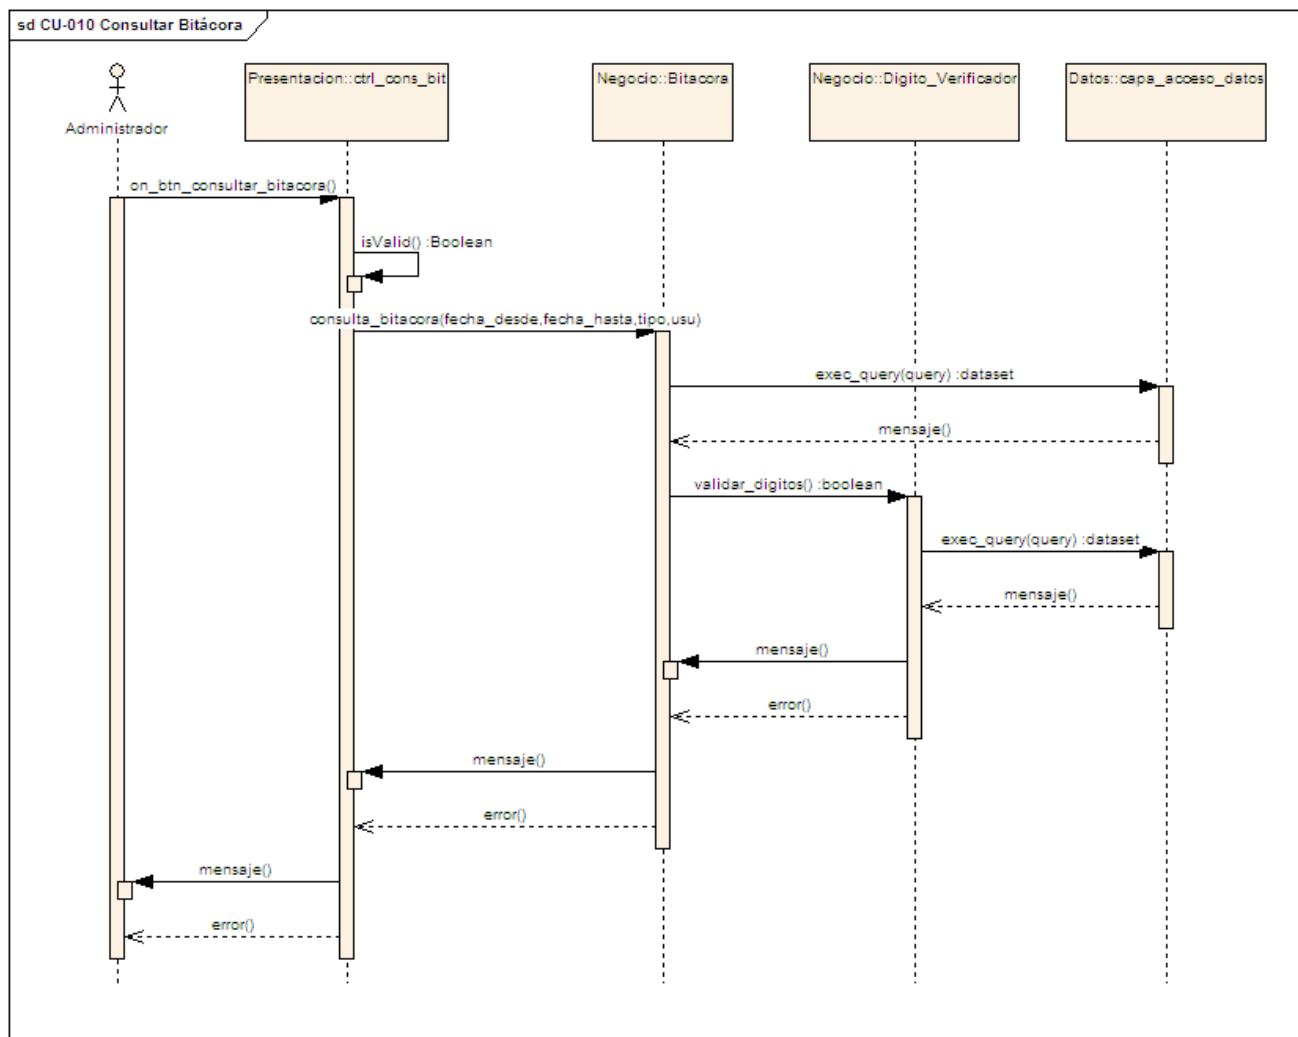 sd CU-010 Consultar Bitácora
Administrador
Presentacion::ctrl_cons_bit
Negocio::Bitacora
Negocio::Digito_Verificador
Datos::capa_acceso_datos
on_btn_consultar_bitacora()
isValid() :Boolean
consulta_bitacora(fecha_desde,fecha_hasta,tipo,usu)
exec_query(query) :dataset
mensaje()
validar_digitos() :boolean
exec_query(query) :dataset
mensaje()
mensaje()
error()
mensaje()
error()
mensaje()
error()